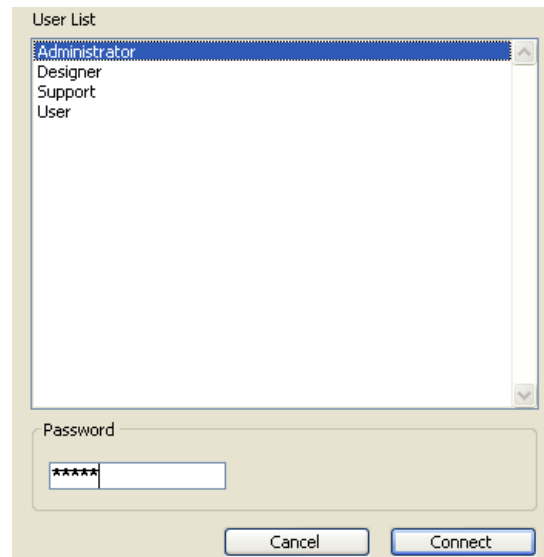 User List
Administrator
Designer
Support
User
Password
*****
Cancel
Connect